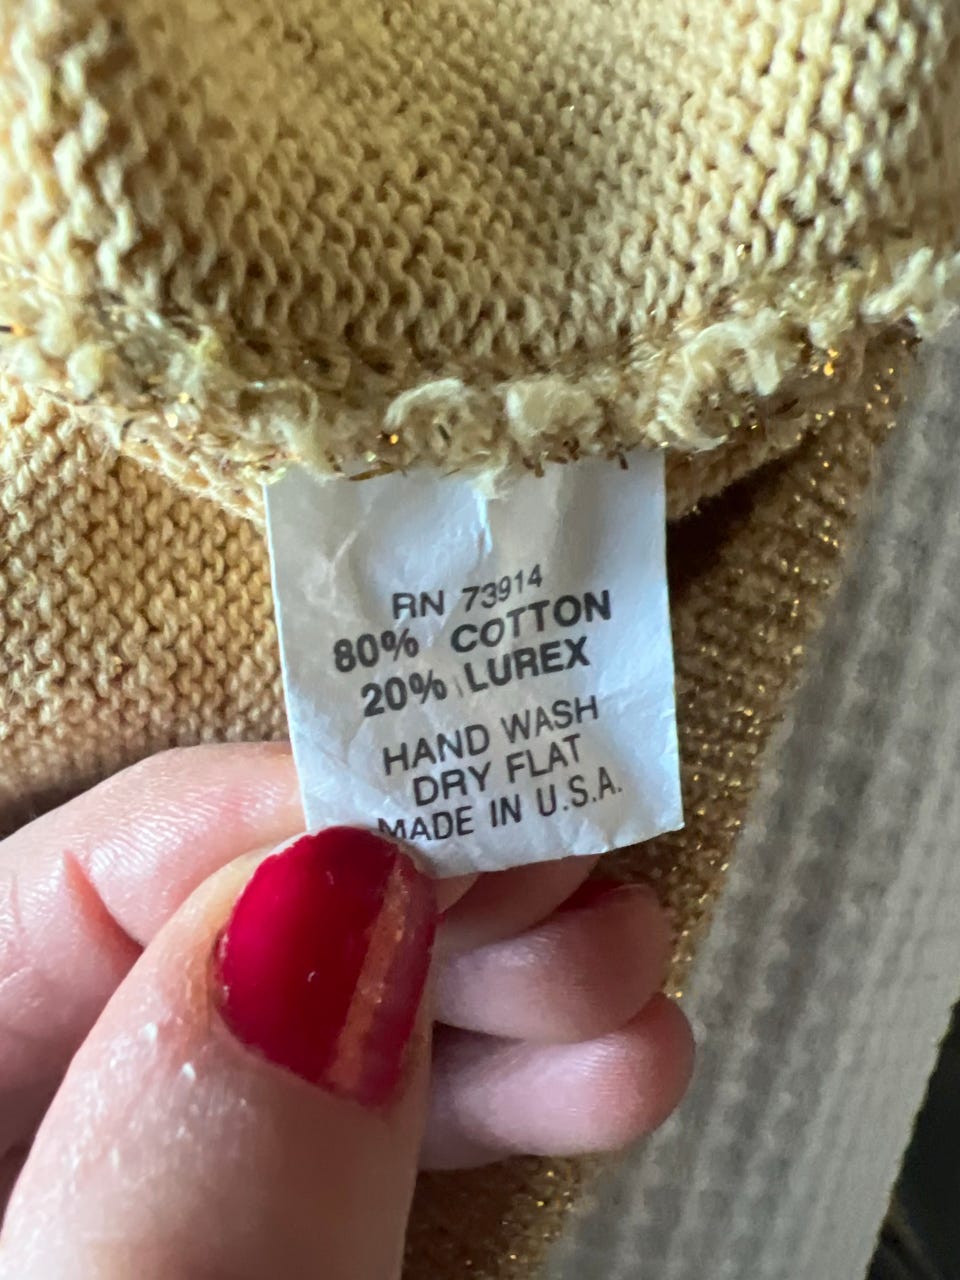 RN 73914
80% COTTON
20% LUREX
HAND WASH
DRY FLAT
MADE IN U.S.A.